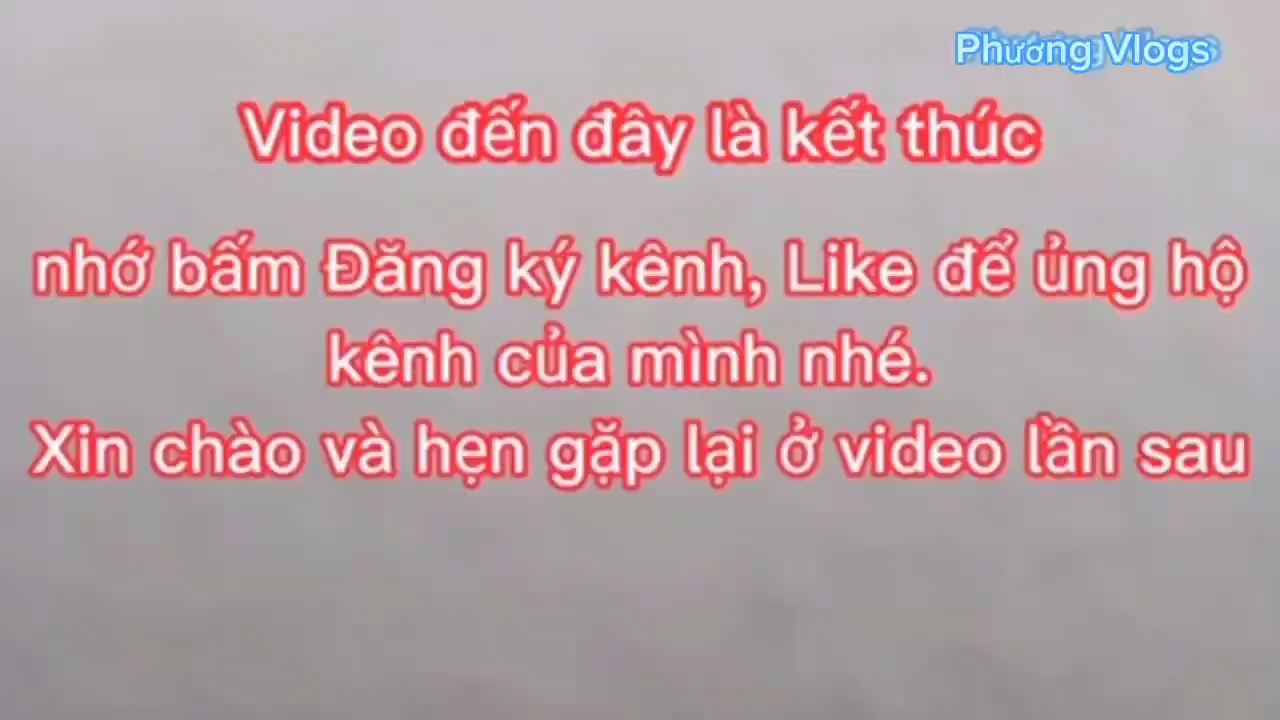 Phương Vlogs
Video đến đây là kết thúc
nhớ bấm Đăng ký kênh, Like để ủng hộ
kênh của mình nhé.
Xin chào và hẹn gặp lại ở video lần sau